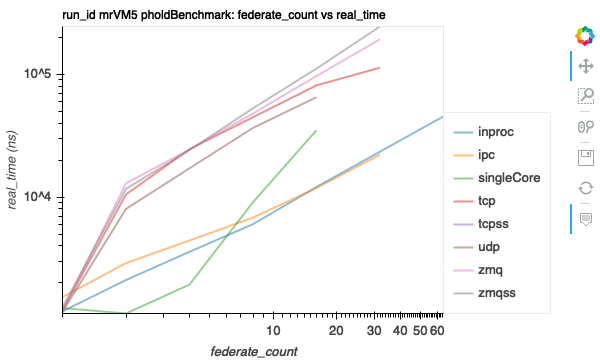 run_id mrVM5 pholdBenchmark: federate_count vs real_time
real_time (ns)
10^5
10^4
10
20
30
40
50
60
federate_count
inproc
ipc
singleCore
tcp
tcpss
udp
zmq
zmqss